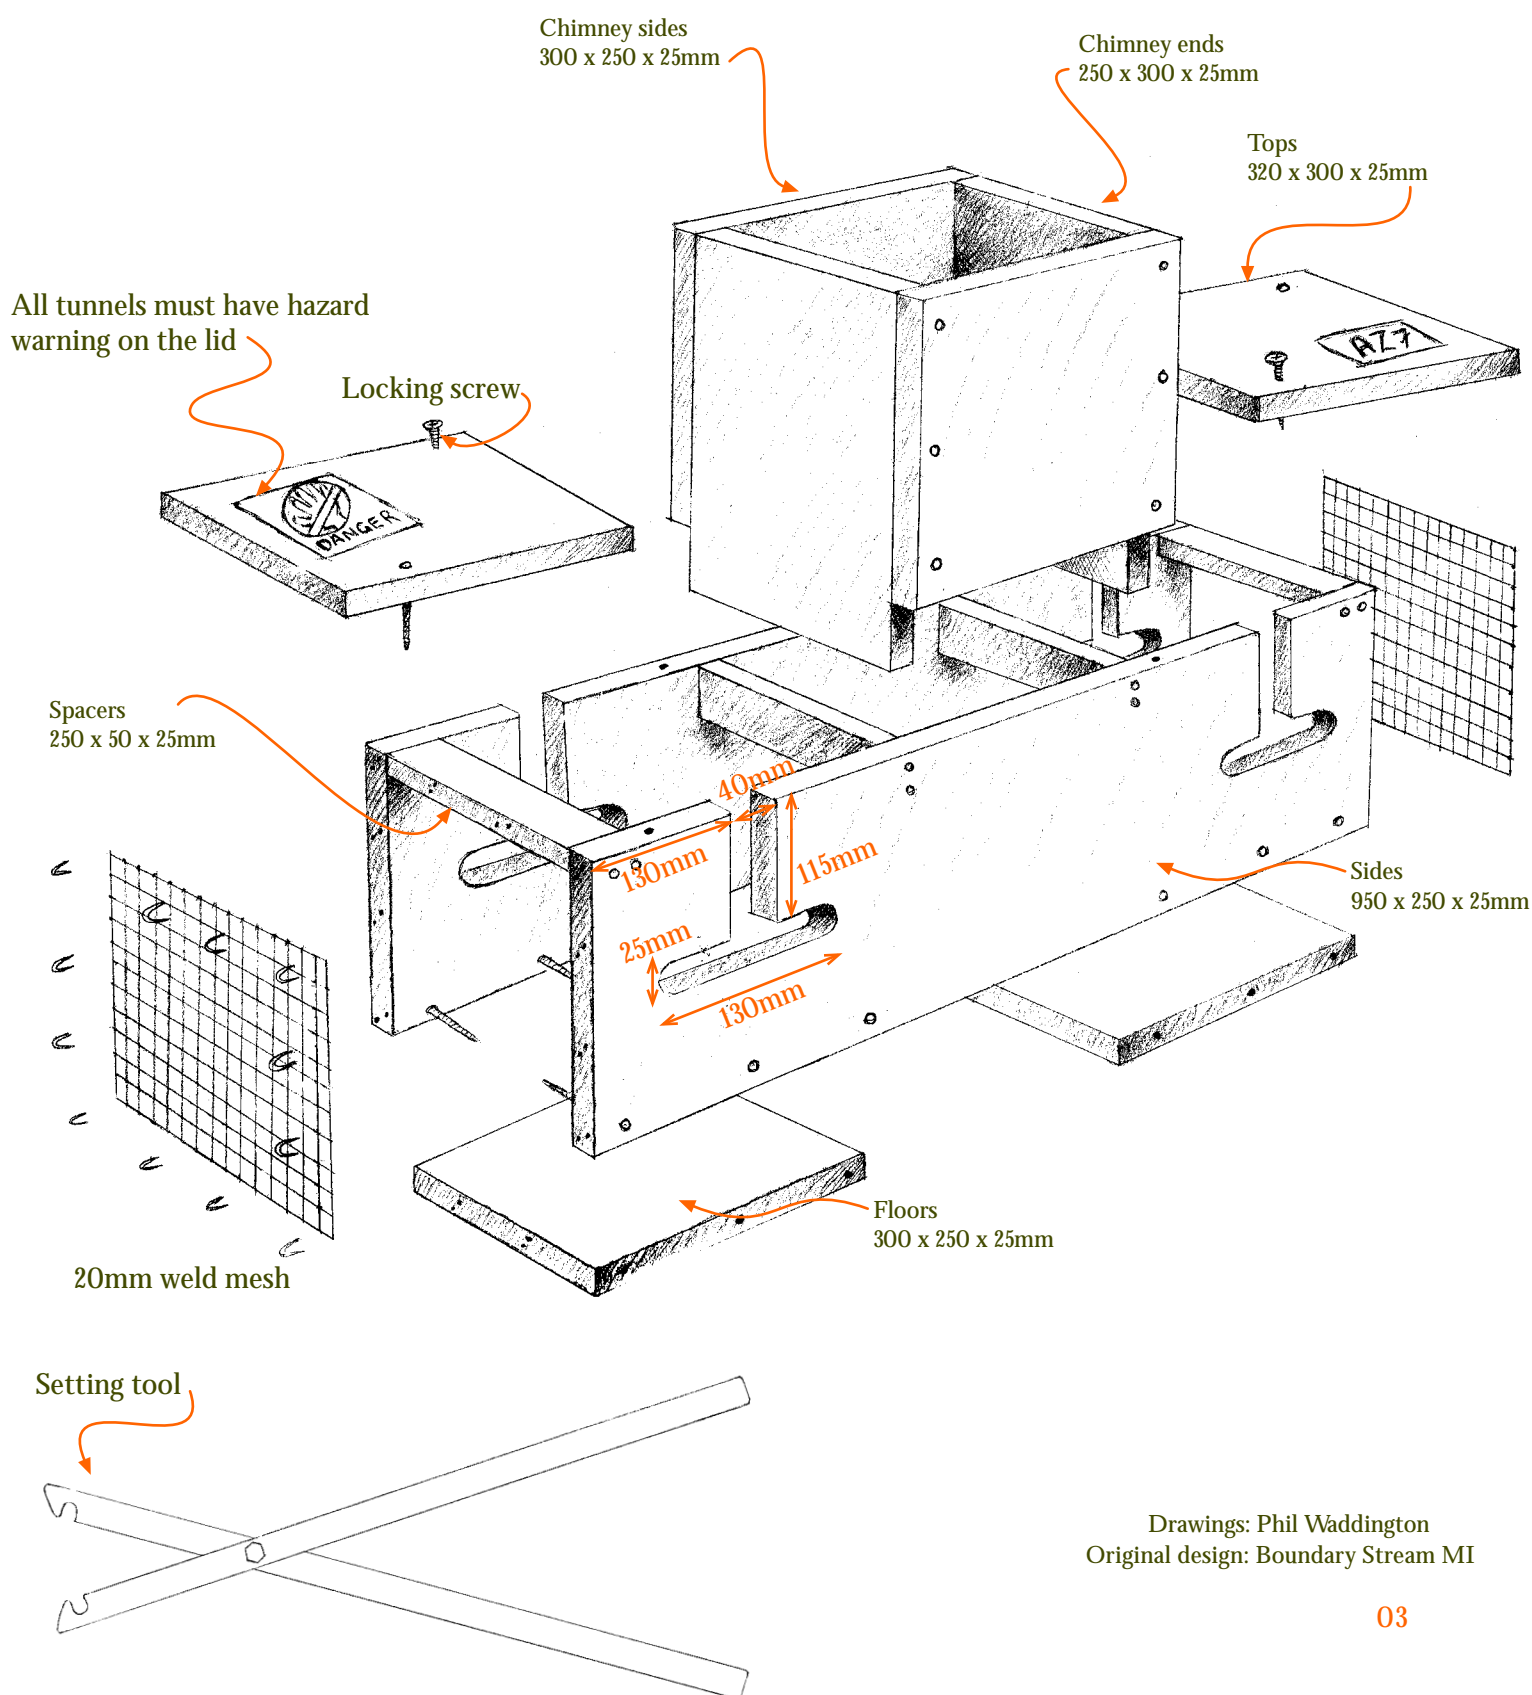 Chimney sides
300 x 250 x 25mm
Chimney ends
250 x 300 x 25mm
Tops
320 x 300 x 25mm
All tunnels must have hazard
warning on the lid
Locking screw
AZ7
DANGER
Spacers
250 x 50 x 25mm
40mm
130mm
115mm
25mm
130mm
Sides
950 x 250 x 25mm
Floors
300 x 250 x 25mm
20mm weld mesh
Setting tool
Drawings: Phil Waddington
Original design: Boundary Stream MI
03